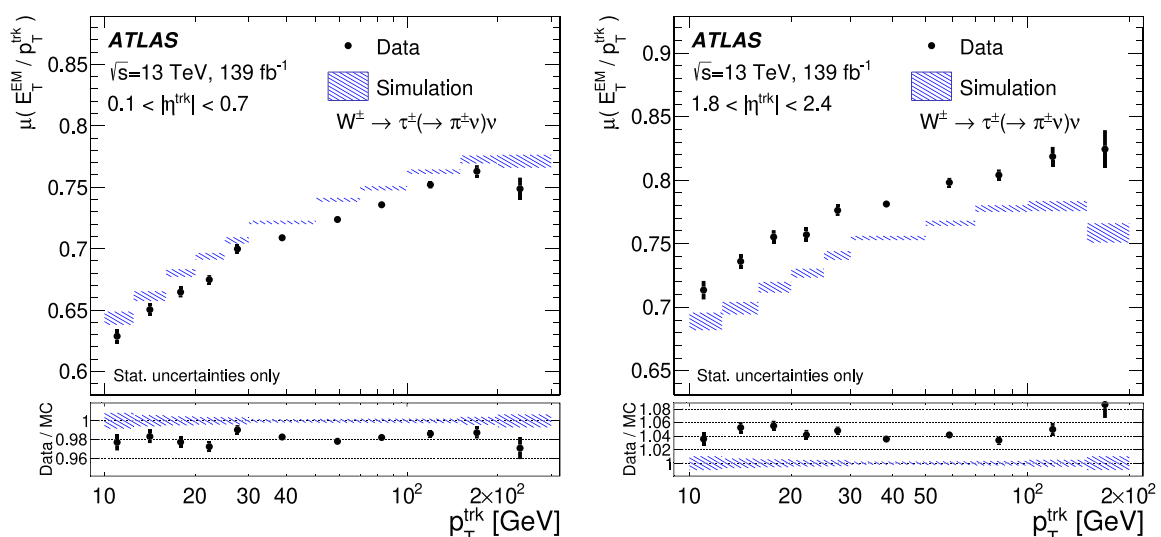 μ( E_T^EM / p_T^trk )
0.85
0.8
0.75
0.7
0.65
0.6
ATLAS
√s=13 TeV, 139 fb⁻¹
0.1 < |η^trk| < 0.7
Data
Simulation
W± → τ±(→ π±ν)ν
Stat. uncertainties only
Data / MC
1
0.98
0.96
10 20 30 40 10² 2×10²
p_T^trk [GeV]
μ( E_T^EM / p_T^trk )
0.9
0.85
0.8
0.75
0.7
0.65
ATLAS
√s=13 TeV, 139 fb⁻¹
1.8 < |η^trk| < 2.4
Data
Simulation
W± → τ±(→ π±ν)ν
Stat. uncertainties only
Data / MC
1.08
1.06
1.04
1.02
1
10 20 30 40 50 10² 2×10²
p_T^trk [GeV]